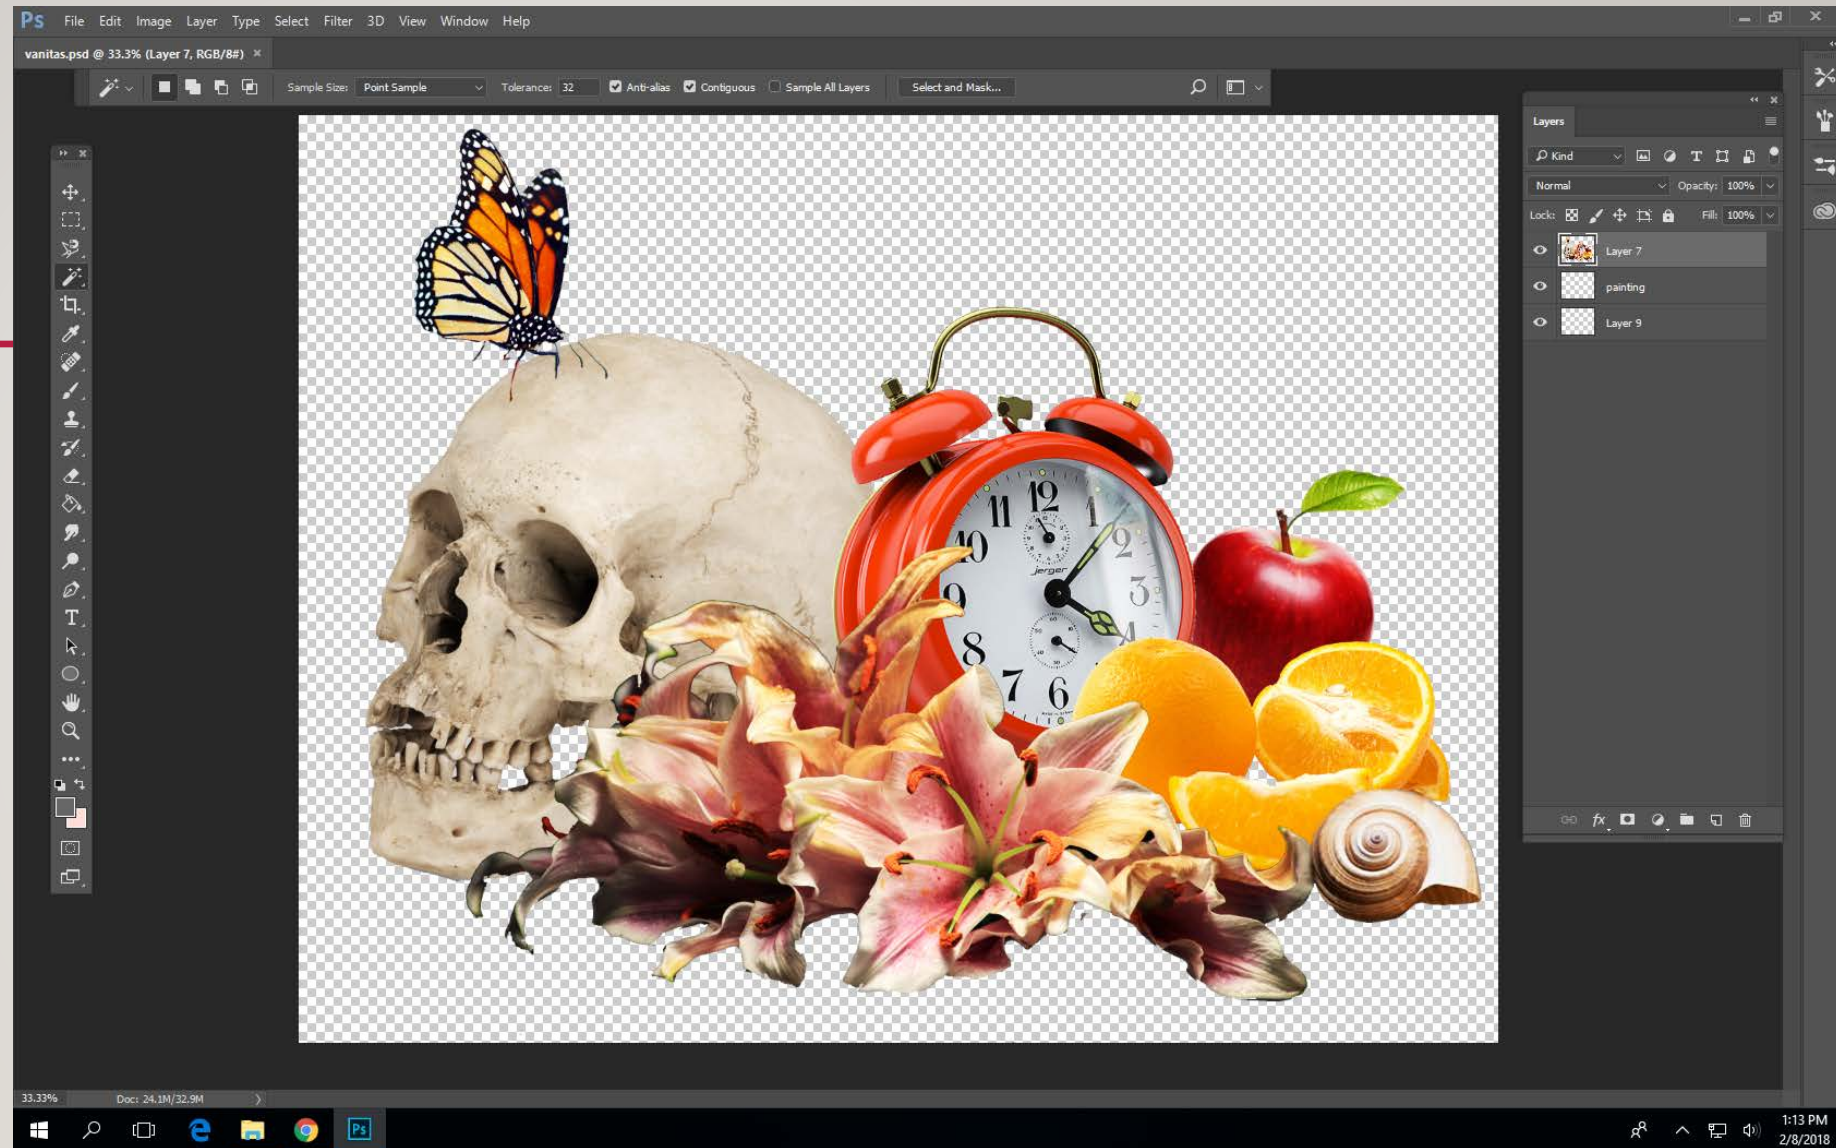 Ps File Edit Image Layer Type Select Filter 3D View Window Help
vanitas.psd @ 33.3% (Layer 7, RGB/8#) ×
Sample Size: Point Sample Tolerance: 32 Anti-alias Contiguous Sample All Layers Select and Mask...
Layers
Kind
Normal Opacity: 100%
Lock: Fill: 100%
Layer 7
painting
Layer 9
12
11 1
10 2
jerger
9 3
8 4
7 6
fx
33.33% Doc: 24.1M/32.9M
Ps
1:13 PM
2/8/2018